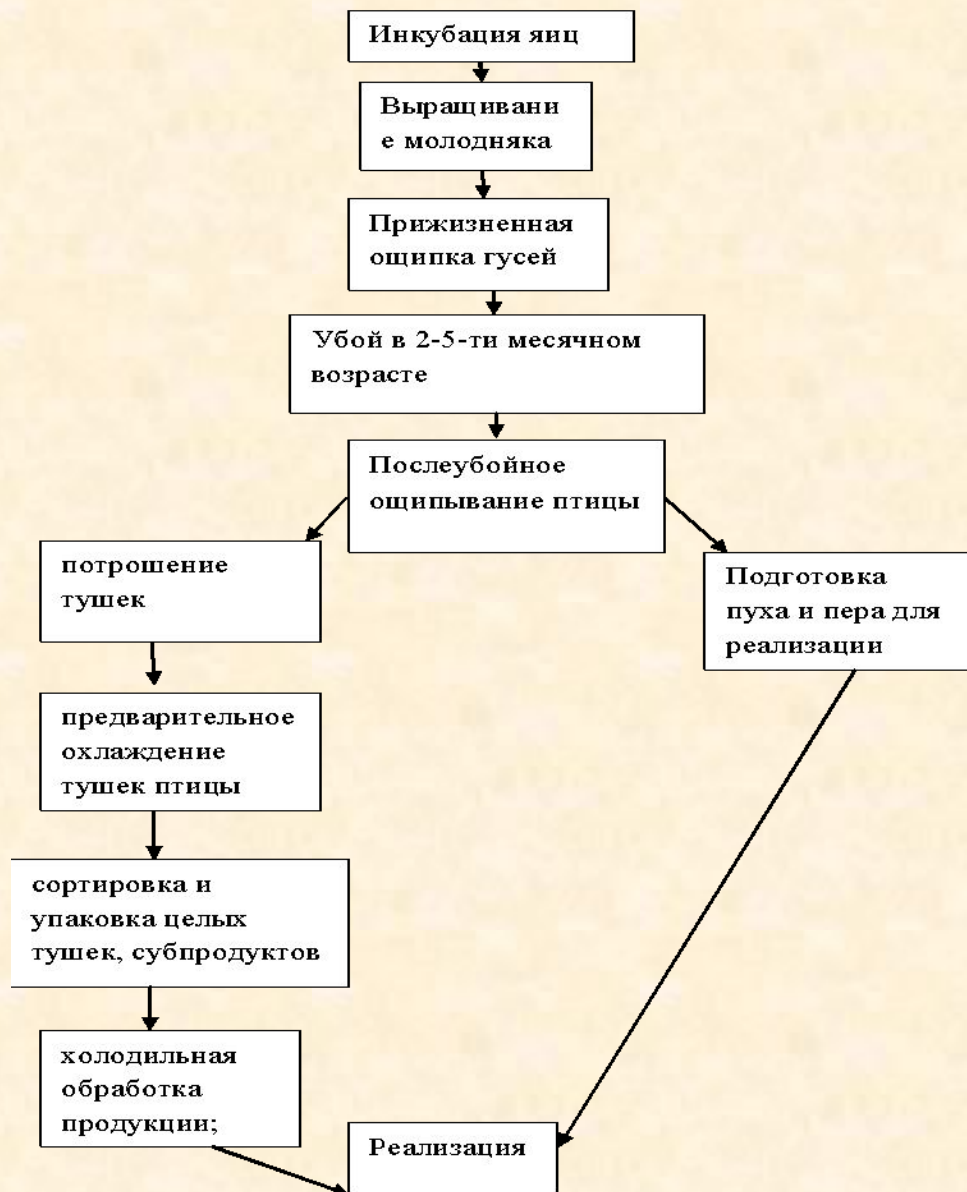 Инкубация яиц
Выращивани
е молодняка
Прижизненная
ощипка гусей
Убой в 2-5-ти месячном
возрасте
Послеубойное
ощипывание птицы
потрошение
тушек
Подготовка
пуха и пера для
реализации
предварительное
охлаждение
тушек птицы
сортировка и
упаковка целых
тушек, субпродуктов
холодильная
обработка
продукции;
Реализация